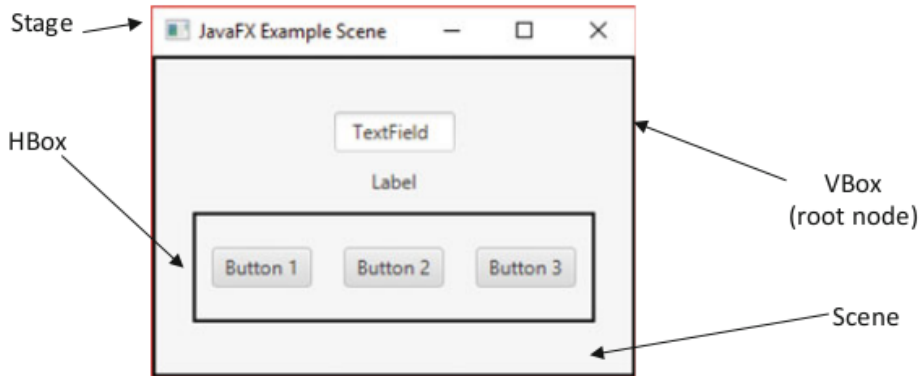 Stage
JavaFX Example Scene
TextField
HBox
Label
VBox
(root node)
Button 1
Button 2
Button 3
Scene